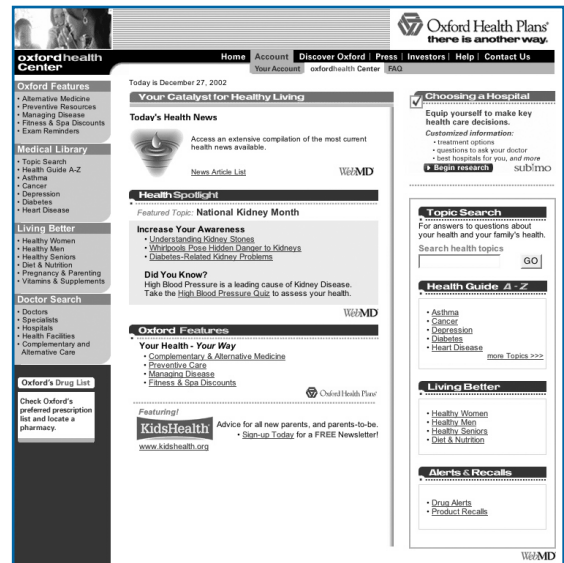 Oxford Health Plans®
there is another way.
oxfordhealth
Center
Home Account Discover Oxford | Press | Investors | Help | Contact Us
Your Account oxfordhealth Center FAQ
Oxford Features
• Alternative Medicine
• Preventive Resources
• Managing Disease
• Fitness & Spa Discounts
• Exam Reminders
Medical Library
• Topic Search
• Health Guide A-Z
• Asthma
• Cancer
• Depression
• Diabetes
• Heart Disease
Living Better
• Healthy Women
• Healthy Men
• Healthy Seniors
• Diet & Nutrition
• Pregnancy & Parenting
• Vitamins & Supplements
Doctor Search
• Doctors
• Specialists
• Hospitals
• Health Facilities
• Complementary and
Alternative Care
Oxford's Drug List
Check Oxford's
preferred prescription
list and locate a
pharmacy.
Today is December 27, 2002
Your Catalyst for Healthy Living
Today's Health News
Access an extensive compilation of the most current
health news available.
News Article List
WebMD
Health Spotlight
Featured Topic: National Kidney Month
Increase Your Awareness
• Understanding Kidney Stones
• Whirlpools Pose Hidden Danger to Kidneys
• Diabetes-Related Kidney Problems
Did You Know?
High Blood Pressure is a leading cause of Kidney Disease.
Take the High Blood Pressure Quiz to assess your health.
WebMD
Oxford Features
Your Health - Your Way
• Complementary & Alternative Medicine
• Preventive Care
• Managing Disease
• Fitness & Spa Discounts
Oxford Health Plans®
Featuring!
KidsHealth
www.kidshealth.org
Advice for all new parents, and parents-to-be.
• Sign-up Today for a FREE Newsletter!
Choosing a Hospital
Equip yourself to make key
health care decisions.
Customized information:
• treatment options
• questions to ask your doctor
• best hospitals for you, and more
Begin research
subimo
Topic Search
For answers to questions about
your health and your family's health.
Search health topics
GO
Health Guide A - Z
• Asthma
• Cancer
• Depression
• Diabetes
• Heart Disease
more Topics >>>
Living Better
• Healthy Women
• Healthy Men
• Healthy Seniors
• Diet & Nutrition
Alerts & Recalls
• Drug Alerts
• Product Recalls
WebMD